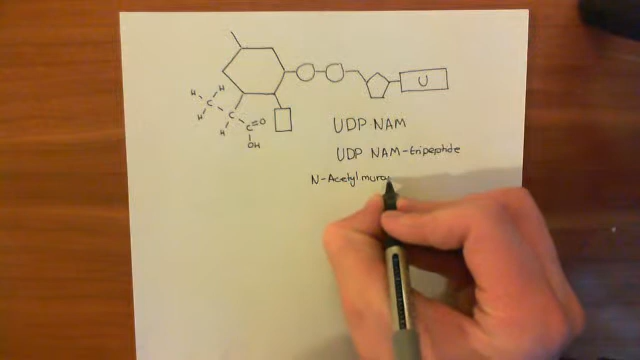 U
H H
C
H C C=O
H OH
UDP NAM
UDP NAM-tripeptide
N-Acetyl mura